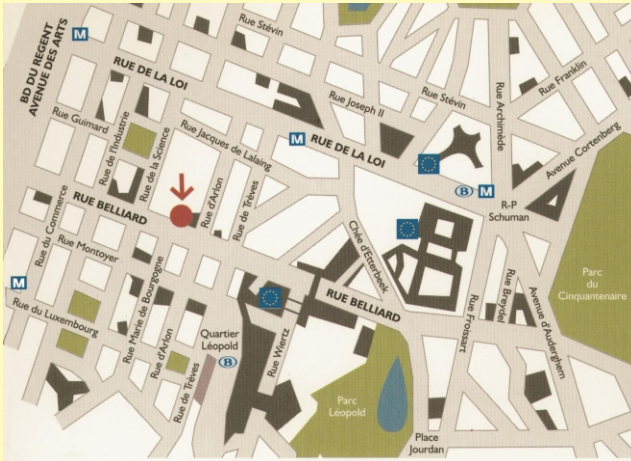 Rue Stévin
M
BD DU REGENT
AVENUE DES ARTS
RUE DE LA LOI
Rue Joseph II
Rue Stévin
Rue Archimède
Rue Franklin
Rue Guimard
Rue de l'Industrie
Rue de la Science
Rue Jacques de Lalaing
M
RUE DE LA LOI
Avenue Cortenberg
B
M
R-P
Schuman
Rue du Commerce
RUE BELLIARD
Rue d'Arlon
Rue de Trèves
Chée d'Etterbeek
Rue Montoyer
M
Rue du Luxembourg
Rue Marie de Bourgogne
Rue d'Arlon
Rue de Trèves
Quartier
Léopold
B
Rue Wiertz
RUE BELLIARD
Rue Froissart
Rue Breydel
Avenue d'Auderghem
Parc
du
Cinquantenaire
Parc
Léopold
Place
Jourdan